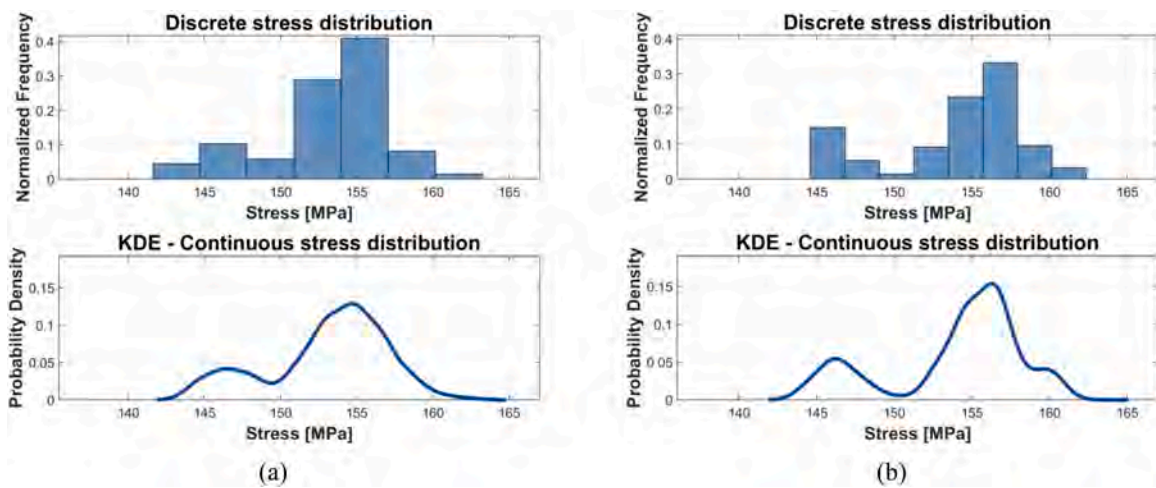 Discrete stress distribution
Normalized Frequency
0.4
0.3
0.2
0.1
0
140 145 150 155 160 165
Stress [MPa]
KDE - Continuous stress distribution
Probability Density
0.15
0.1
0.05
0
140 145 150 155 160 165
Stress [MPa]
(a)
Discrete stress distribution
Normalized Frequency
0.4
0.3
0.2
0.1
0
140 145 150 155 160 165
Stress [MPa]
KDE - Continuous stress distribution
Probability Density
0.15
0.1
0.05
0
140 145 150 155 160 165
Stress [MPa]
(b)